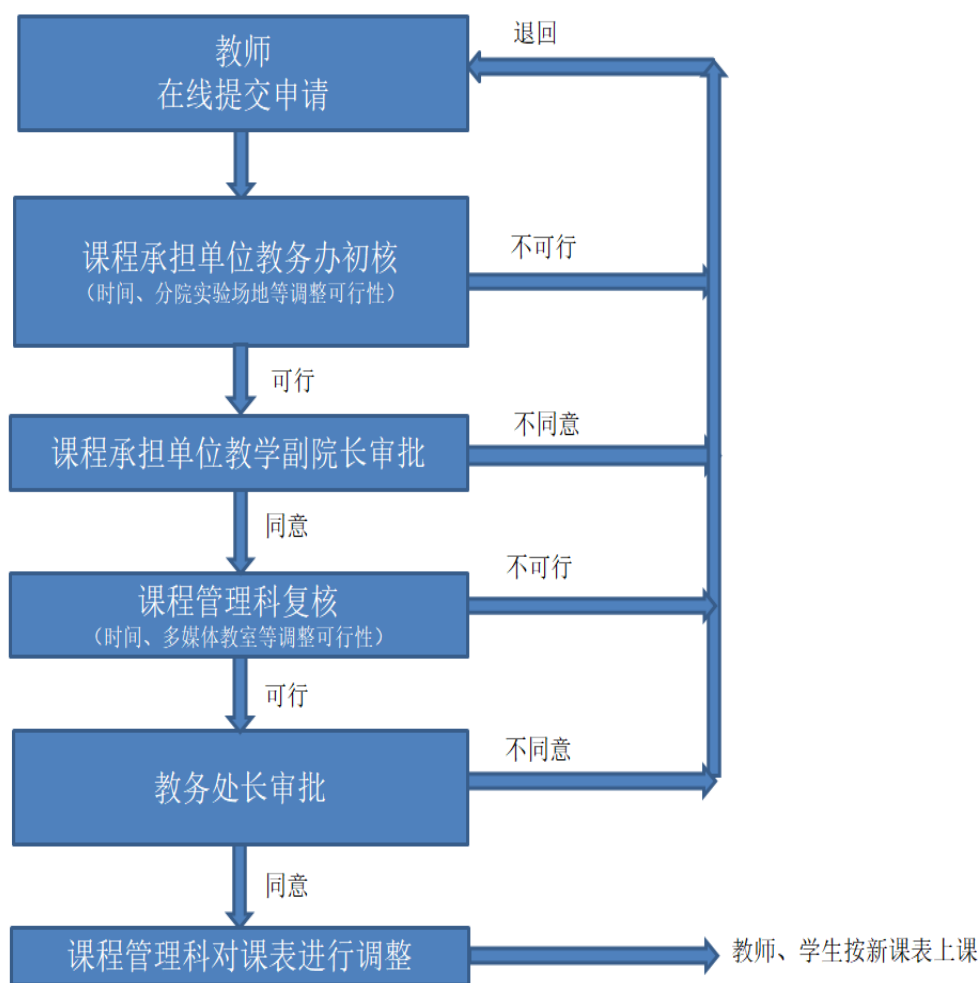 教师
在线提交申请
退回
课程承担单位教务办初核
（时间、分院实验场地等调整可行性）
不可行
可行
课程承担单位教学副院长审批
不同意
同意
课程管理科复核
（时间、多媒体教室等调整可行性）
不可行
可行
教务处长审批
不同意
同意
课程管理科对课表进行调整
教师、学生按新课表上课